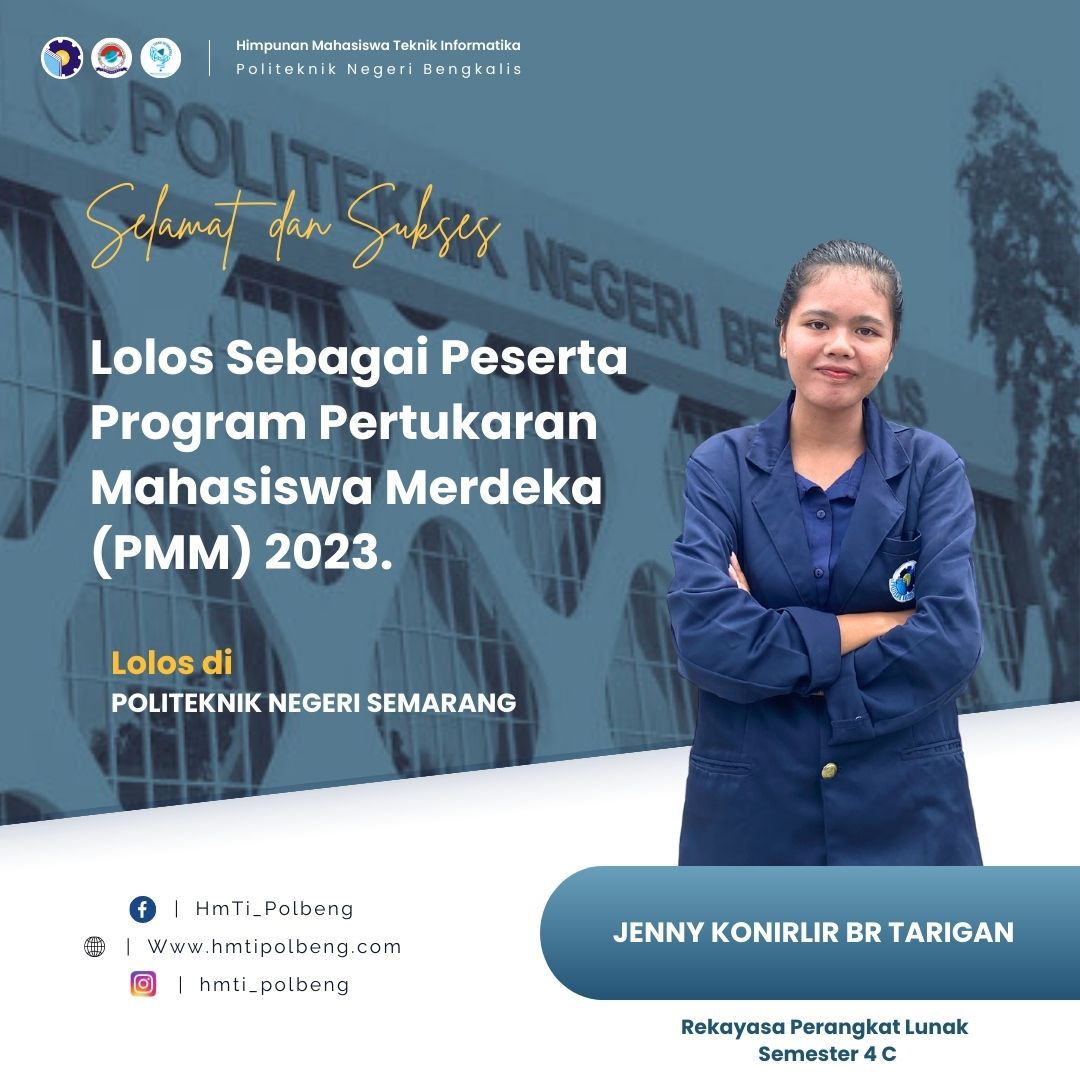 Himpunan Mahasiswa Teknik Informatika
Politeknik Negeri Bengkalis
POLITEKNIK NEGERI BENGKALIS
Selamat dan Sukses
Lolos Sebagai Peserta
Program Pertukaran
Mahasiswa Merdeka
(PMM) 2023.
Lolos di
POLITEKNIK NEGERI SEMARANG
| HmTi_Polbeng
| Www.hmtipolbeng.com
| hmti_polbeng
JENNY KONIRLIR BR TARIGAN
Rekayasa Perangkat Lunak
Semester 4 C